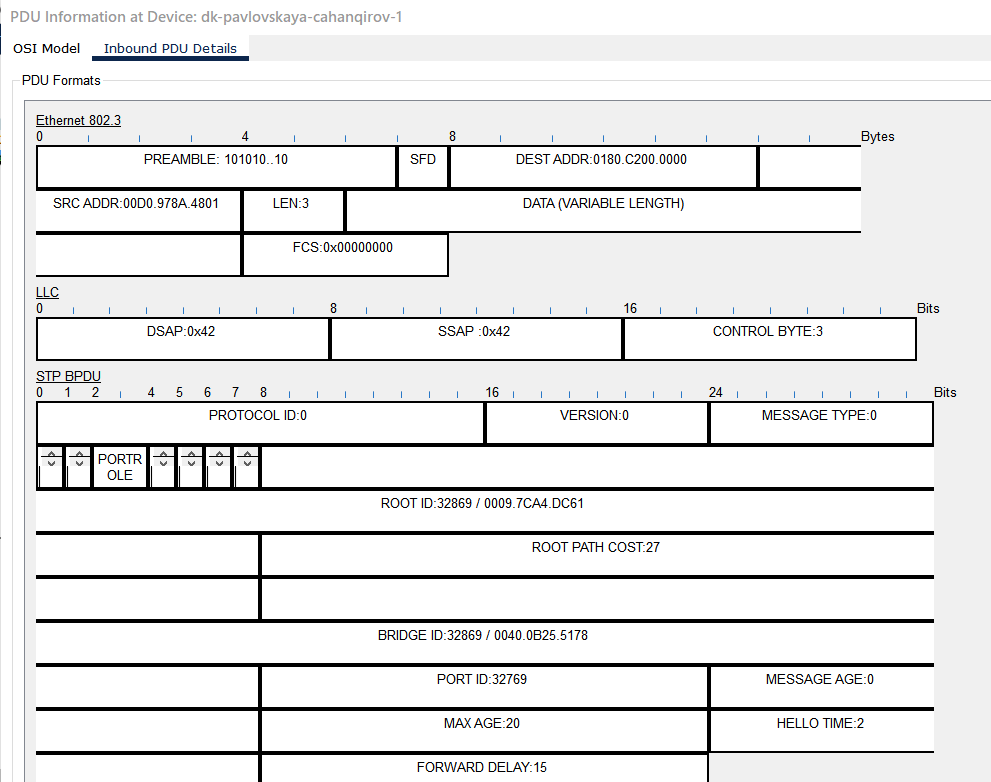 PDU Information at Device: dk-pavlovskaya-cahanqirov-1
OSI Model Inbound PDU Details
PDU Formats
Ethernet 802.3
0 4 8 Bytes
PREAMBLE: 101010..10 SFD DEST ADDR:0180.C200.0000
SRC ADDR:00D0.978A.4801 LEN:3 DATA (VARIABLE LENGTH)
FCS:0x00000000
LLC
0 8 16 Bits
DSAP:0x42 SSAP :0x42 CONTROL BYTE:3
STP BPDU
0 1 2 4 5 6 7 8 16 24 Bits
PROTOCOL ID:0 VERSION:0 MESSAGE TYPE:0
PORTR
OLE
ROOT ID:32869 / 0009.7CA4.DC61
ROOT PATH COST:27
BRIDGE ID:32869 / 0040.0B25.5178
PORT ID:32769 MESSAGE AGE:0
MAX AGE:20 HELLO TIME:2
FORWARD DELAY:15